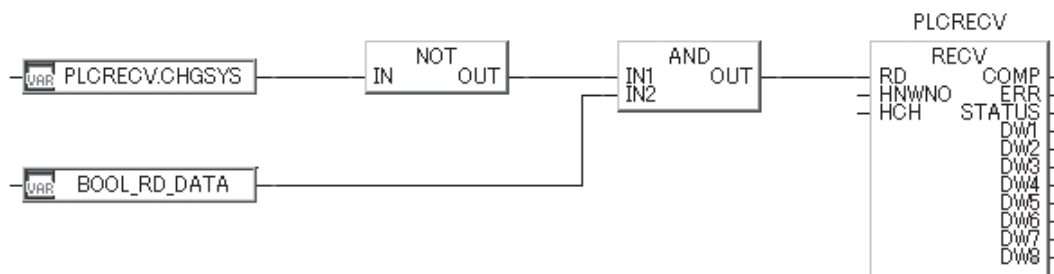 PLCRECV
VAR PLCRECV.CHGSYS
NOT
IN OUT
AND
IN1 OUT
IN2
RECV
RD COMP
HNWNO ERR
HCH STATUS
DW1
DW2
DW3
DW4
DW5
DW6
DW7
DW8
VAR BOOL_RD_DATA